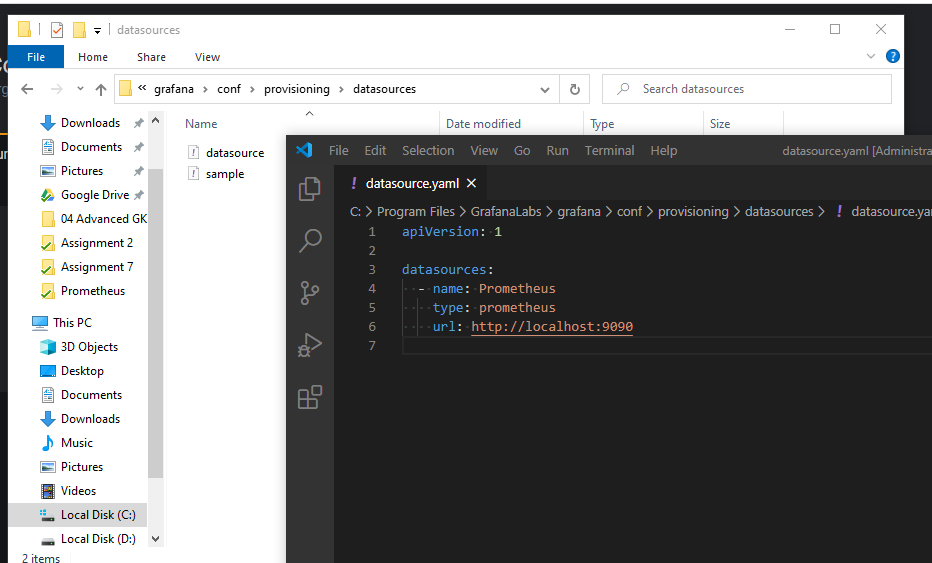 datasources
File Home Share View
« grafana > conf > provisioning > datasources
Search datasources
Name Date modified Type Size
Downloads
Documents
Pictures
Google Drive
04 Advanced GK
Assignment 2
Assignment 7
Prometheus
This PC
3D Objects
Desktop
Documents
Downloads
Music
Pictures
Videos
Local Disk (C:)
Local Disk (D:)
2 items
datasource
sample
File Edit Selection View Go Run Terminal Help
datasource.yaml [Administra
! datasource.yaml
C: > Program Files > GrafanaLabs > grafana > conf > provisioning > datasources > ! datasource.ya
1 apiVersion: 1
2
3 datasources:
4 - name: Prometheus
5 type: prometheus
6 url: http://localhost:9090
7